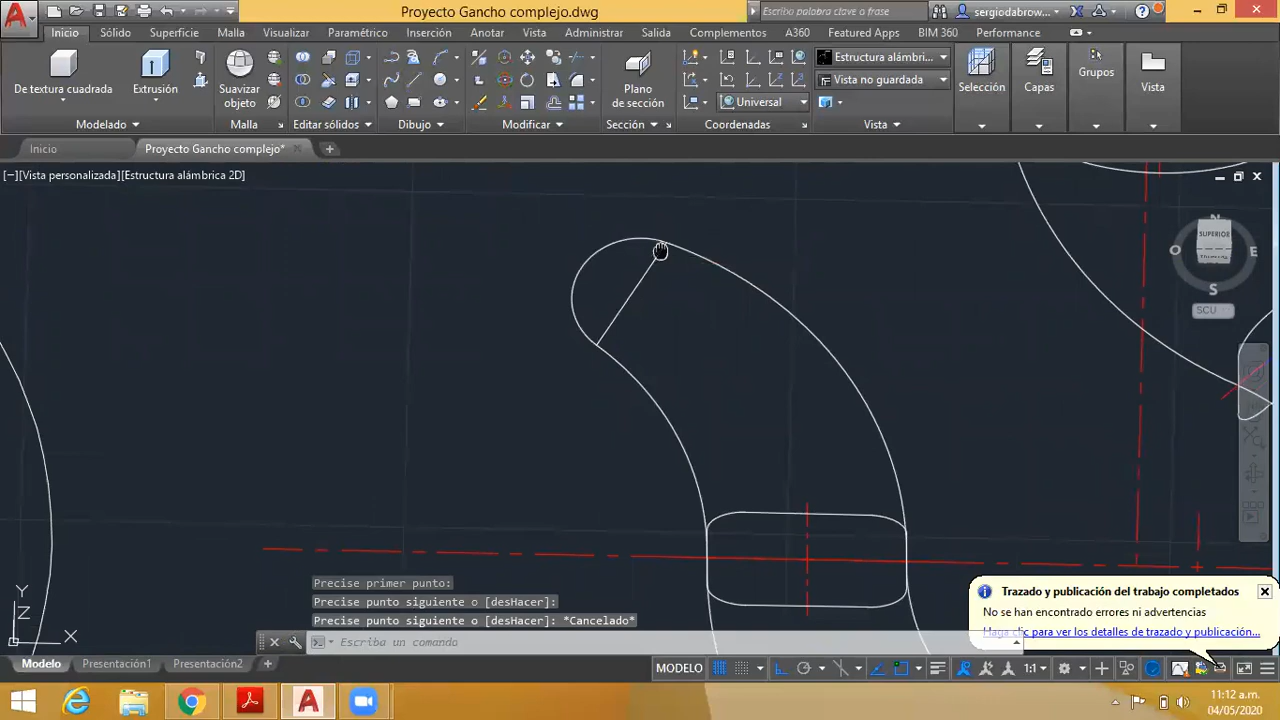 Proyecto Gancho complejo.dwg
Escriba palabra clave o frase
sergiodabrow...
Inicio Sólido Superficie Malla Visualizar Paramétrico Inserción Anotar Vista Administrar Salida Complementos A360 Featured Apps BIM 360 Performance
De textura cuadrada
Extrusión
Suavizar objeto
Plano de sección
Universal
Estructura alámbri...
Vista no guardada
Selección
Capas
Grupos
Vista
Modelado Malla Editar sólidos Dibujo Modificar Sección Coordenadas Vista
Inicio
Proyecto Gancho complejo*
[−][Vista personalizada][Estructura alámbrica 2D]
N
SUPERIOR
O
E
S
SCU
Precise primer punto:
Precise punto siguiente o [desHacer]:
Precise punto siguiente o [desHacer]: *Cancelado*
Escriba un comando
Trazado y publicación del trabajo completados
No se han encontrado errores ni advertencias
Haga clic para ver los detalles de trazado y publicación...
Y
Z
X
Modelo Presentación1 Presentación2
MODELO
1:1
11:12 a.m.
04/05/2020